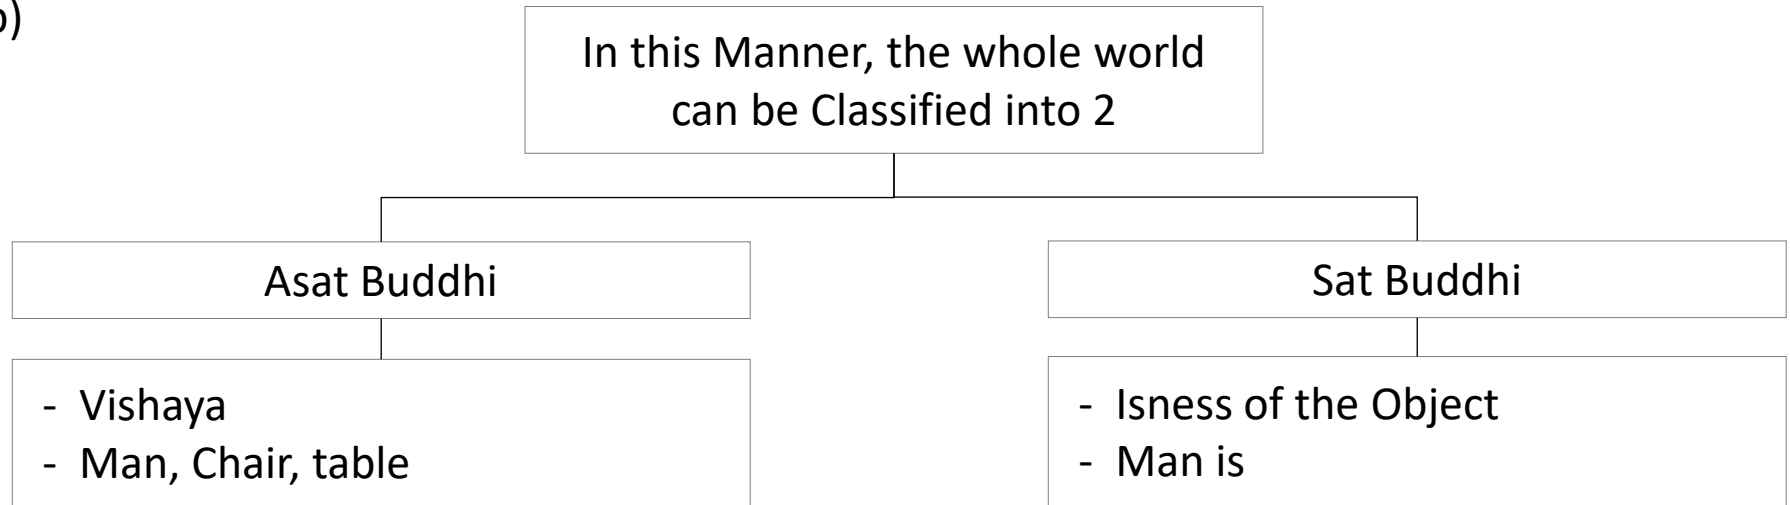 b)
In this Manner, the whole world
can be Classified into 2
Asat Buddhi
Sat Buddhi
- Vishaya
- Man, Chair, table
- Isness of the Object
- Man is